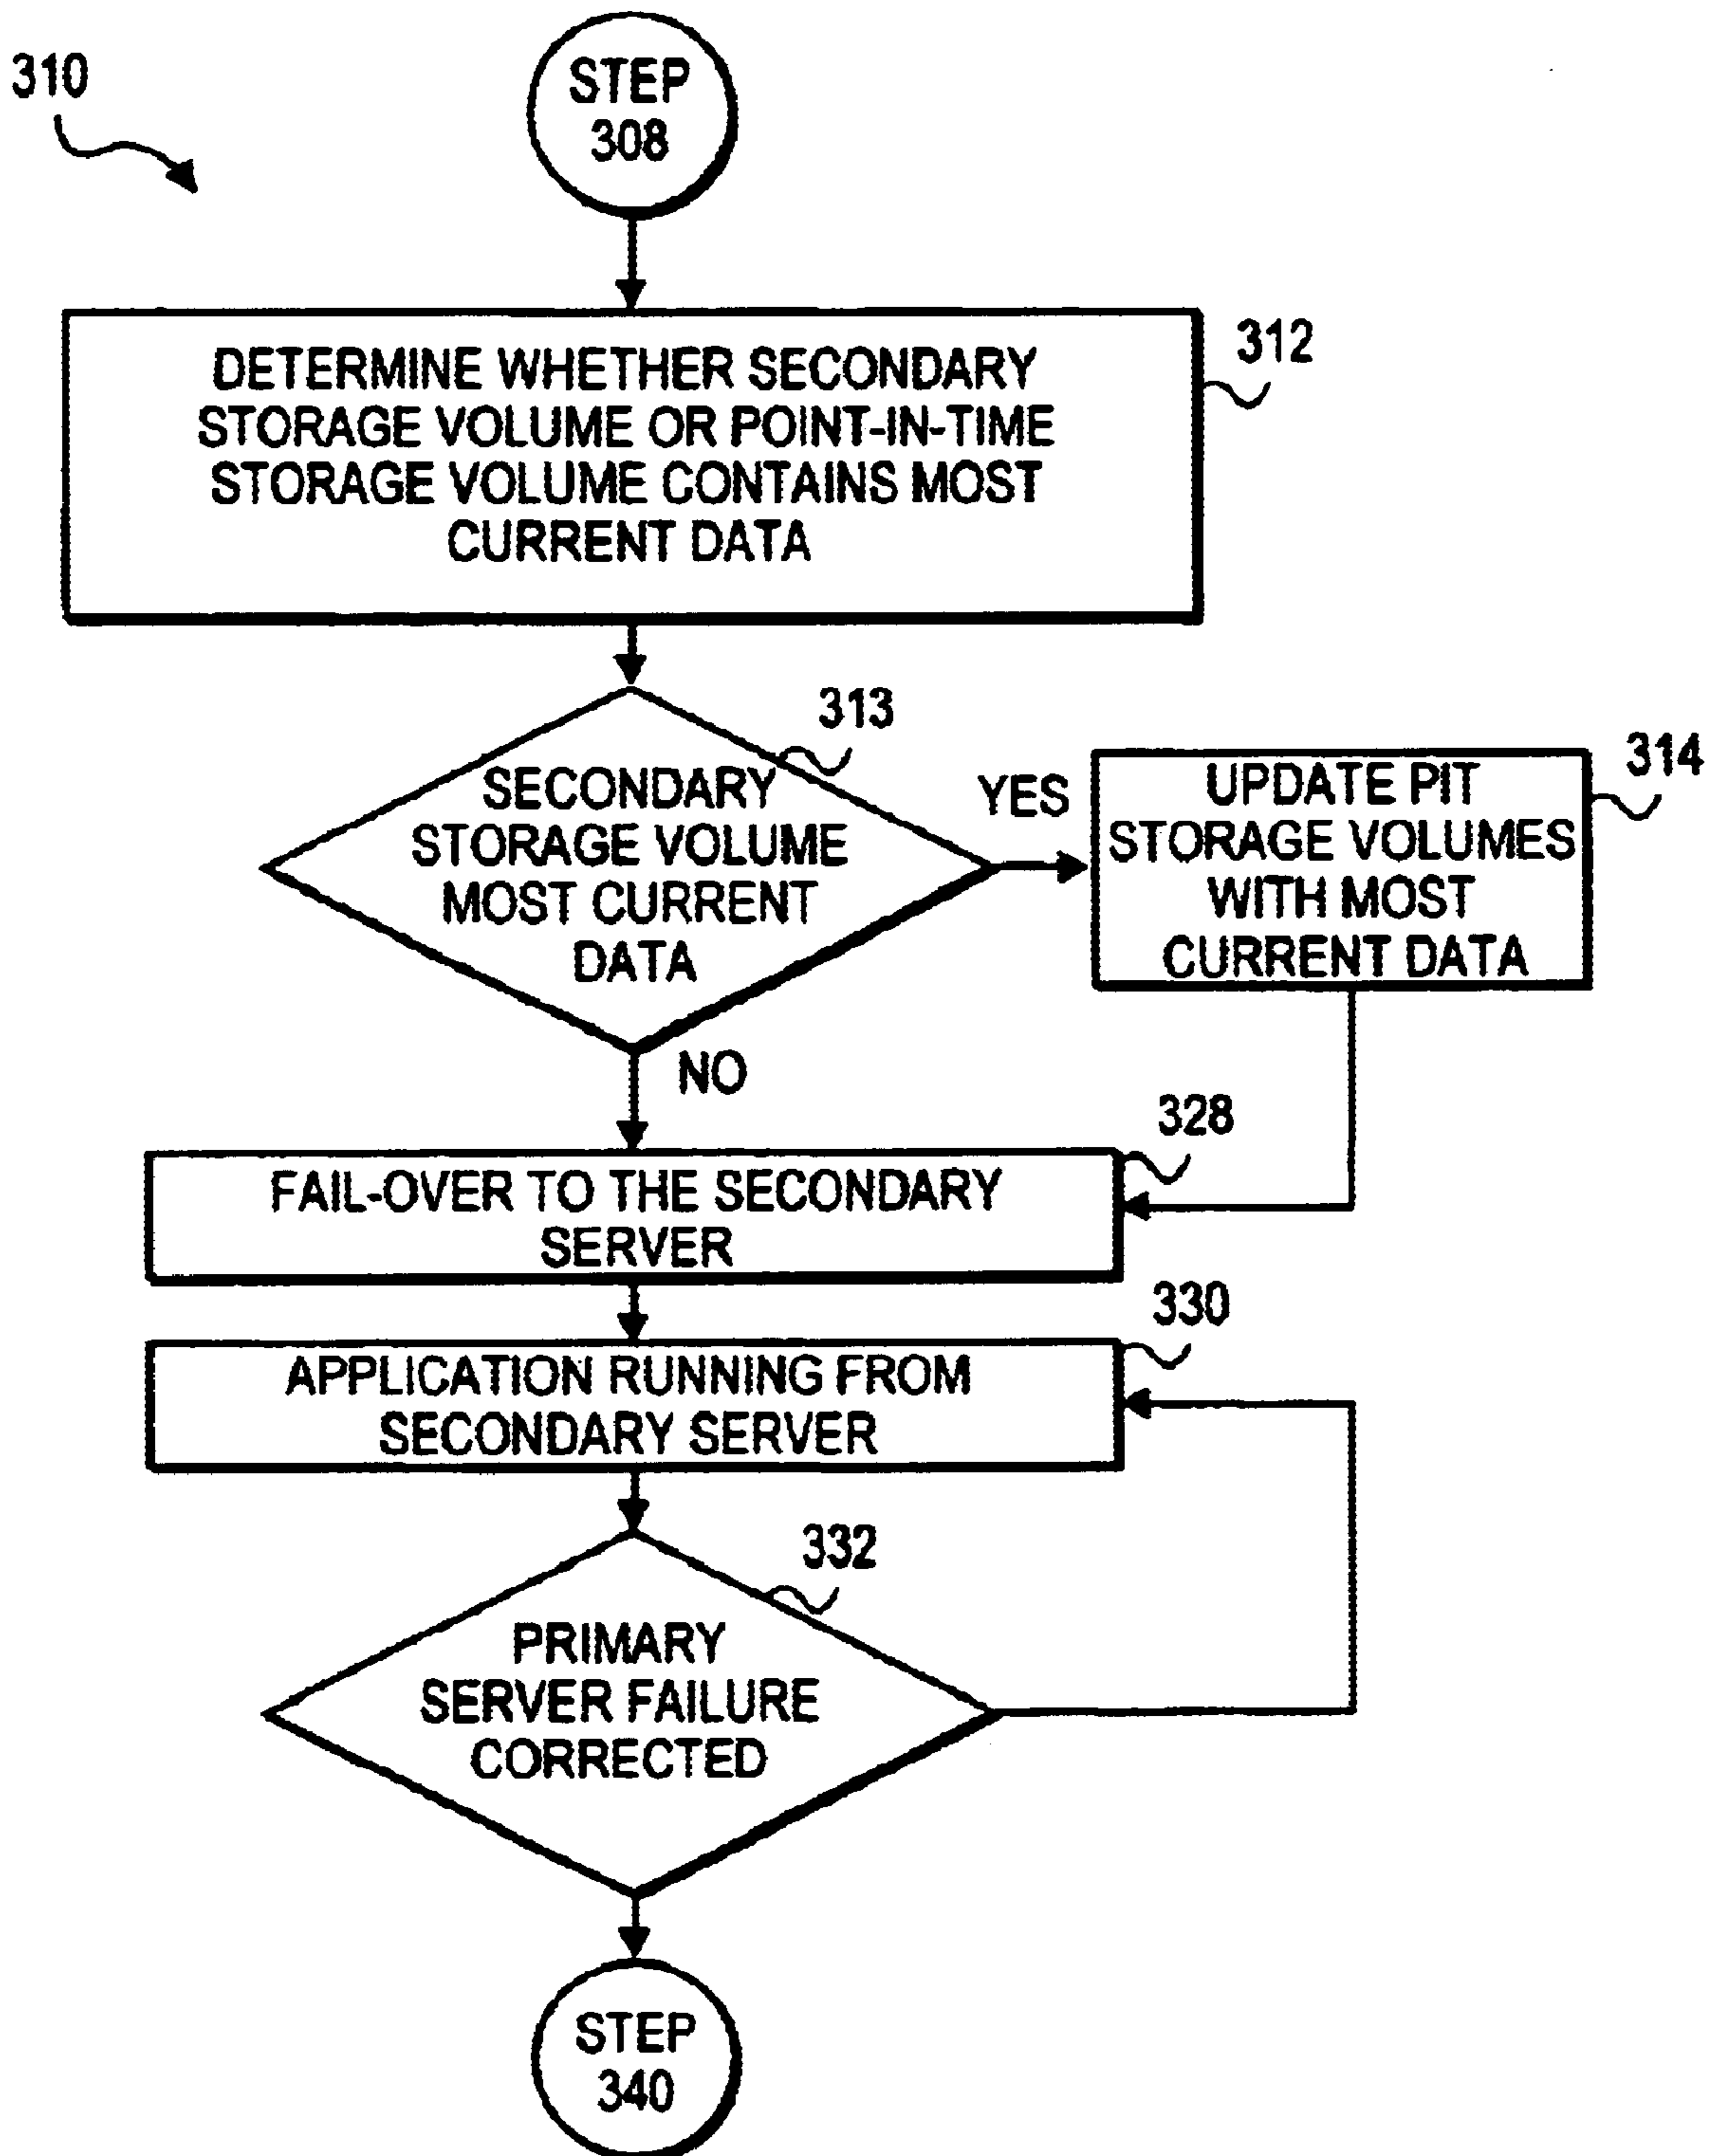 310
STEP
308
DETERMINE WHETHER SECONDARY
STORAGE VOLUME OR POINT-IN-TIME
STORAGE VOLUME CONTAINS MOST
CURRENT DATA
312
313
SECONDARY
STORAGE VOLUME
MOST CURRENT
DATA
YES
UPDATE PIT
STORAGE VOLUMES
WITH MOST
CURRENT DATA
314
NO
328
FAIL-OVER TO THE SECONDARY
SERVER
330
APPLICATION RUNNING FROM
SECONDARY SERVER
332
PRIMARY
SERVER FAILURE
CORRECTED
STEP
340